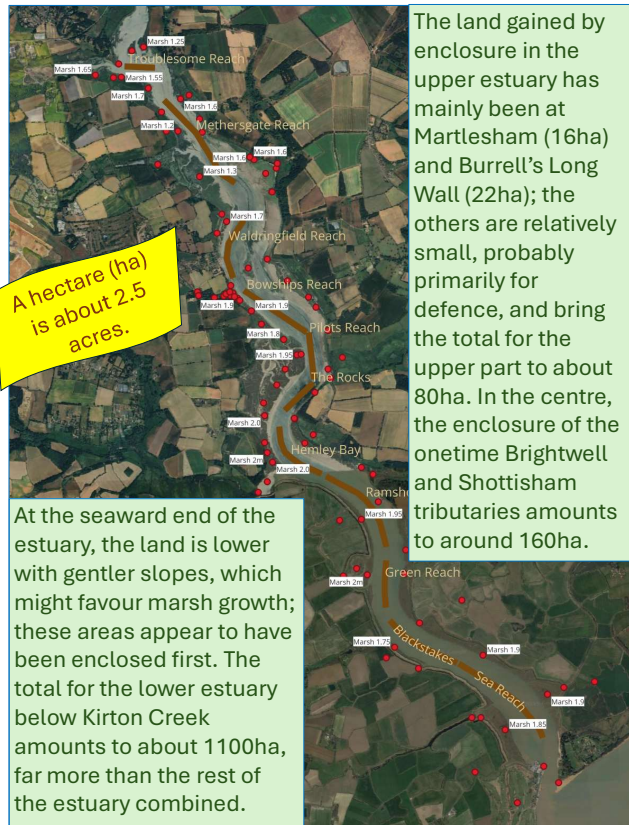 The land gained by
enclosure in the
upper estuary has
mainly been at
Martlesham (16ha)
and Burrell’s Long
Wall (22ha); the
others are relatively
small, probably
primarily for
defence, and bring
the total for the
upper part to about
80ha. In the centre,
the enclosure of the
onetime Brightwell
and Shottisham
tributaries amounts
to around 160ha.
Marsh 1.25
Troublesome Reach
Marsh 1.65
Marsh 1.55
Marsh 1.7
Marsh 1.6
Marsh 1.2
Methersgate Reach
Marsh 1.6
Marsh 1.6
Marsh 1.3
Marsh 1.7
Waldringfield Reach
A hectare (ha)
is about 2.5
acres.
Bowships Reach
Marsh 1.9
Marsh 1.9
Pilots Reach
Marsh 1.8
Marsh 1.95
The Rocks
Marsh 2.0
Hemley Bay
Marsh 2m
Marsh 2.0
Ramsh
Marsh 1.95
Green Reach
Marsh 2m
Marsh 1.75
Blackstakes
Marsh 1.9
Sea Reach
Marsh 1.9
Marsh 1.85
At the seaward end of the
estuary, the land is lower
with gentler slopes, which
might favour marsh growth;
these areas appear to have
been enclosed first. The
total for the lower estuary
below Kirton Creek
amounts to about 1100ha,
far more than the rest of
the estuary combined.